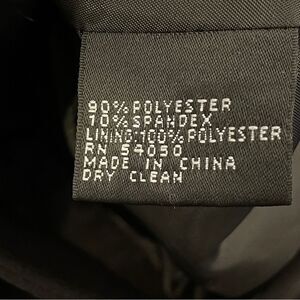 90% POLYESTER
10% SPANDEX
LINING:100% POLYESTER
RN 54050
MADE IN CHINA
DRY CLEAN